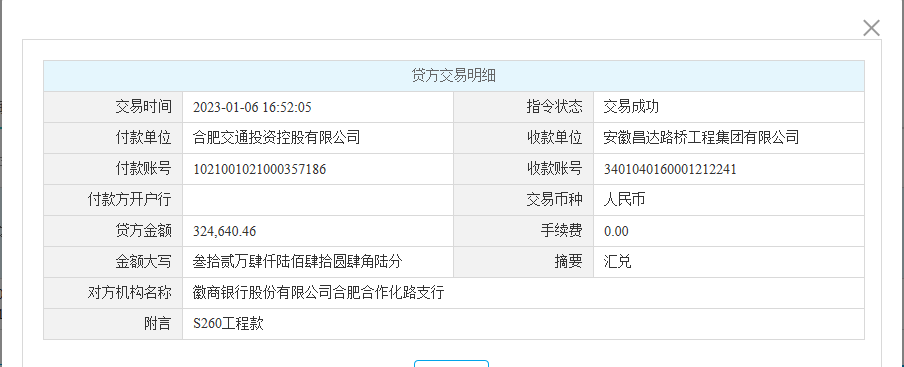 贷方交易明细
交易时间 2023-01-06 16:52:05 指令状态 交易成功
付款单位 合肥交通投资控股有限公司 收款单位 安徽昌达路桥工程集团有限公司
付款账号 1021001021000357186 收款账号 3401040160001212241
付款方开户行 交易币种 人民币
贷方金额 324,640.46 手续费 0.00
金额大写 叁拾贰万肆仟陆佰肆拾圆肆角陆分 摘要 汇兑
对方机构名称 徽商银行股份有限公司合肥合作化路支行
附言 S260工程款